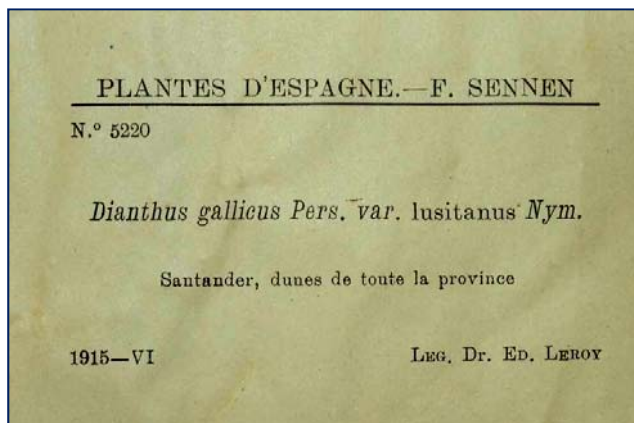 PLANTES D'ESPAGNE.—F. SENNEN
N.º 5220
Dianthus gallicus Pers. var. lusitanus Nym.
Santander, dunes de toute la province
1915—VI Leg. Dr. Ed. Leroy